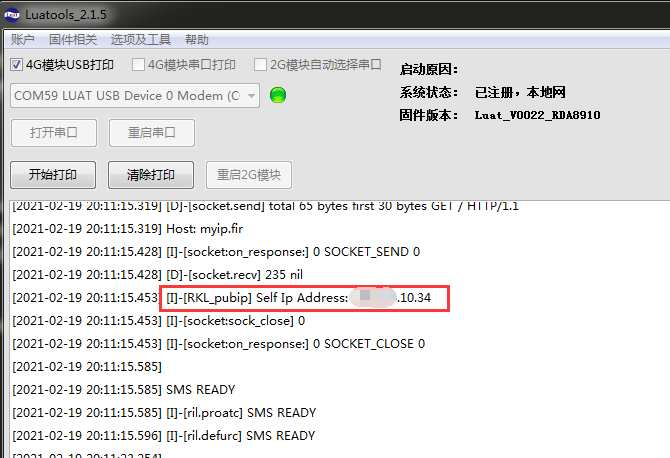 Luatools_2.1.5
账户 固件相关 选项及工具 帮助
4G模块USB打印 4G模块串口打印 2G模块自动选择串口
启动原因:
COM59 LUAT USB Device 0 Modem (C
系统状态: 已注册，本地网
固件版本: Luat_V0022_RDA8910
打开串口 重启串口
开始打印 清除打印 重启2G模块
[2021-02-19 20:11:15.319] [D]-[socket.send] total 65 bytes first 30 bytes GET / HTTP/1.1
[2021-02-19 20:11:15.319] Host: myip.fir
[2021-02-19 20:11:15.428] [I]-[socket:on_response:] 0 SOCKET_SEND 0
[2021-02-19 20:11:15.428] [D]-[socket.recv] 235 nil
[2021-02-19 20:11:15.453] [I]-[RKL_pubip] Self Ip Address: .10.34
[2021-02-19 20:11:15.453] [I]-[socket:sock_close] 0
[2021-02-19 20:11:15.453] [I]-[socket:on_response:] 0 SOCKET_CLOSE 0
[2021-02-19 20:11:15.585]
[2021-02-19 20:11:15.585] SMS READY
[2021-02-19 20:11:15.585] [I]-[ril.proatc] SMS READY
[2021-02-19 20:11:15.596] [I]-[ril.defurc] SMS READY